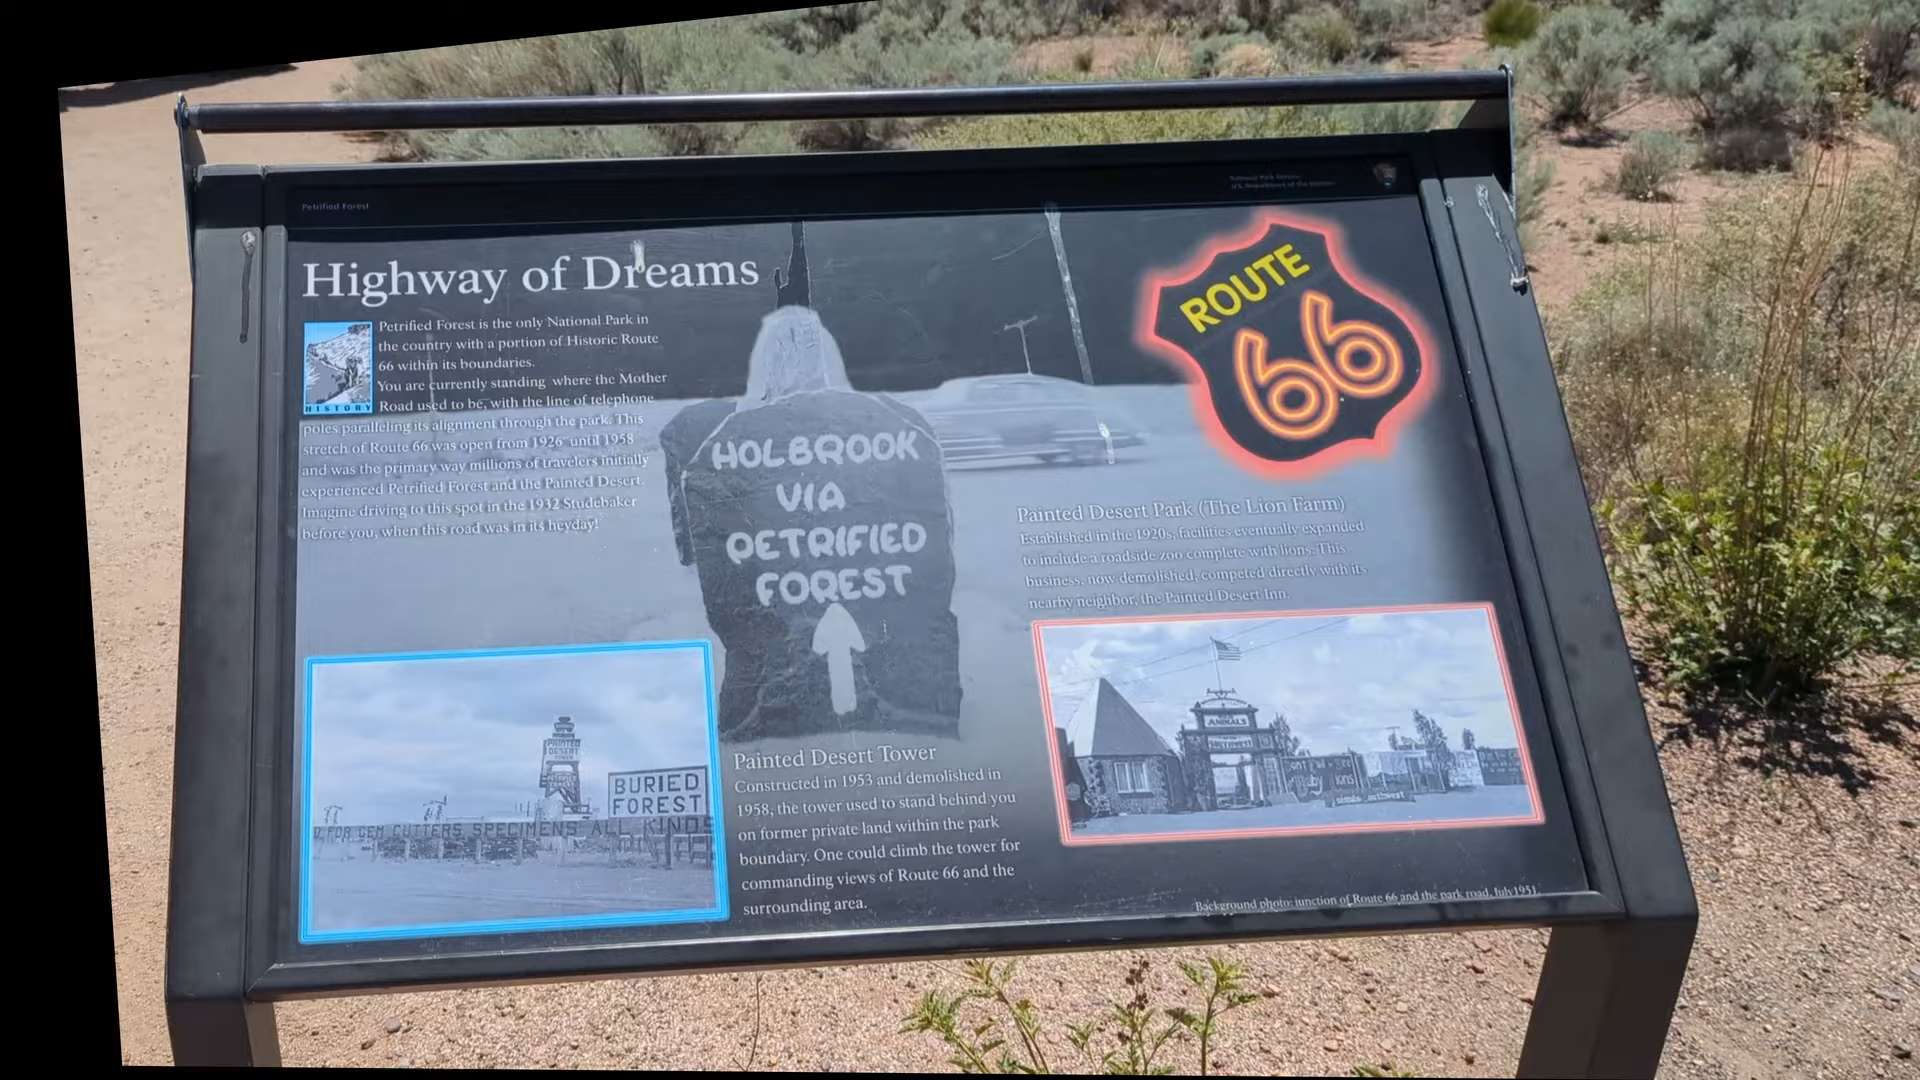 Petrified Forest
National Park Service
U.S. Department of the Interior
Highway of Dreams
Petrified Forest is the only National Park in
the country with a portion of Historic Route
66 within its boundaries.
You are currently standing where the Mother
Road used to be, with the line of telephone
poles paralleling its alignment through the park. This
stretch of Route 66 was open from 1926 until 1958
and was the primary way millions of travelers initially
experienced Petrified Forest and the Painted Desert.
Imagine driving to this spot in the 1932 Studebaker
before you, when this road was in its heyday!
HISTORY
HOLBROOK
VIA
PETRIFIED
FOREST
ROUTE
66
Painted Desert Park (The Lion Farm)
Established in the 1920s, facilities eventually expanded
to include a roadside zoo complete with lions. This
business, now demolished, competed directly with its
nearby neighbor, the Painted Desert Inn.
ANIMALS
PAINTED
DESERT
TOWER
BURIED
FOREST
FOR GEM CUTTERS SPECIMENS ALL KINDS
Painted Desert Tower
Constructed in 1953 and demolished in
1958, the tower used to stand behind you
on former private land within the park
boundary. One could climb the tower for
commanding views of Route 66 and the
surrounding area.
Background photo: junction of Route 66 and the park road, July 1951.